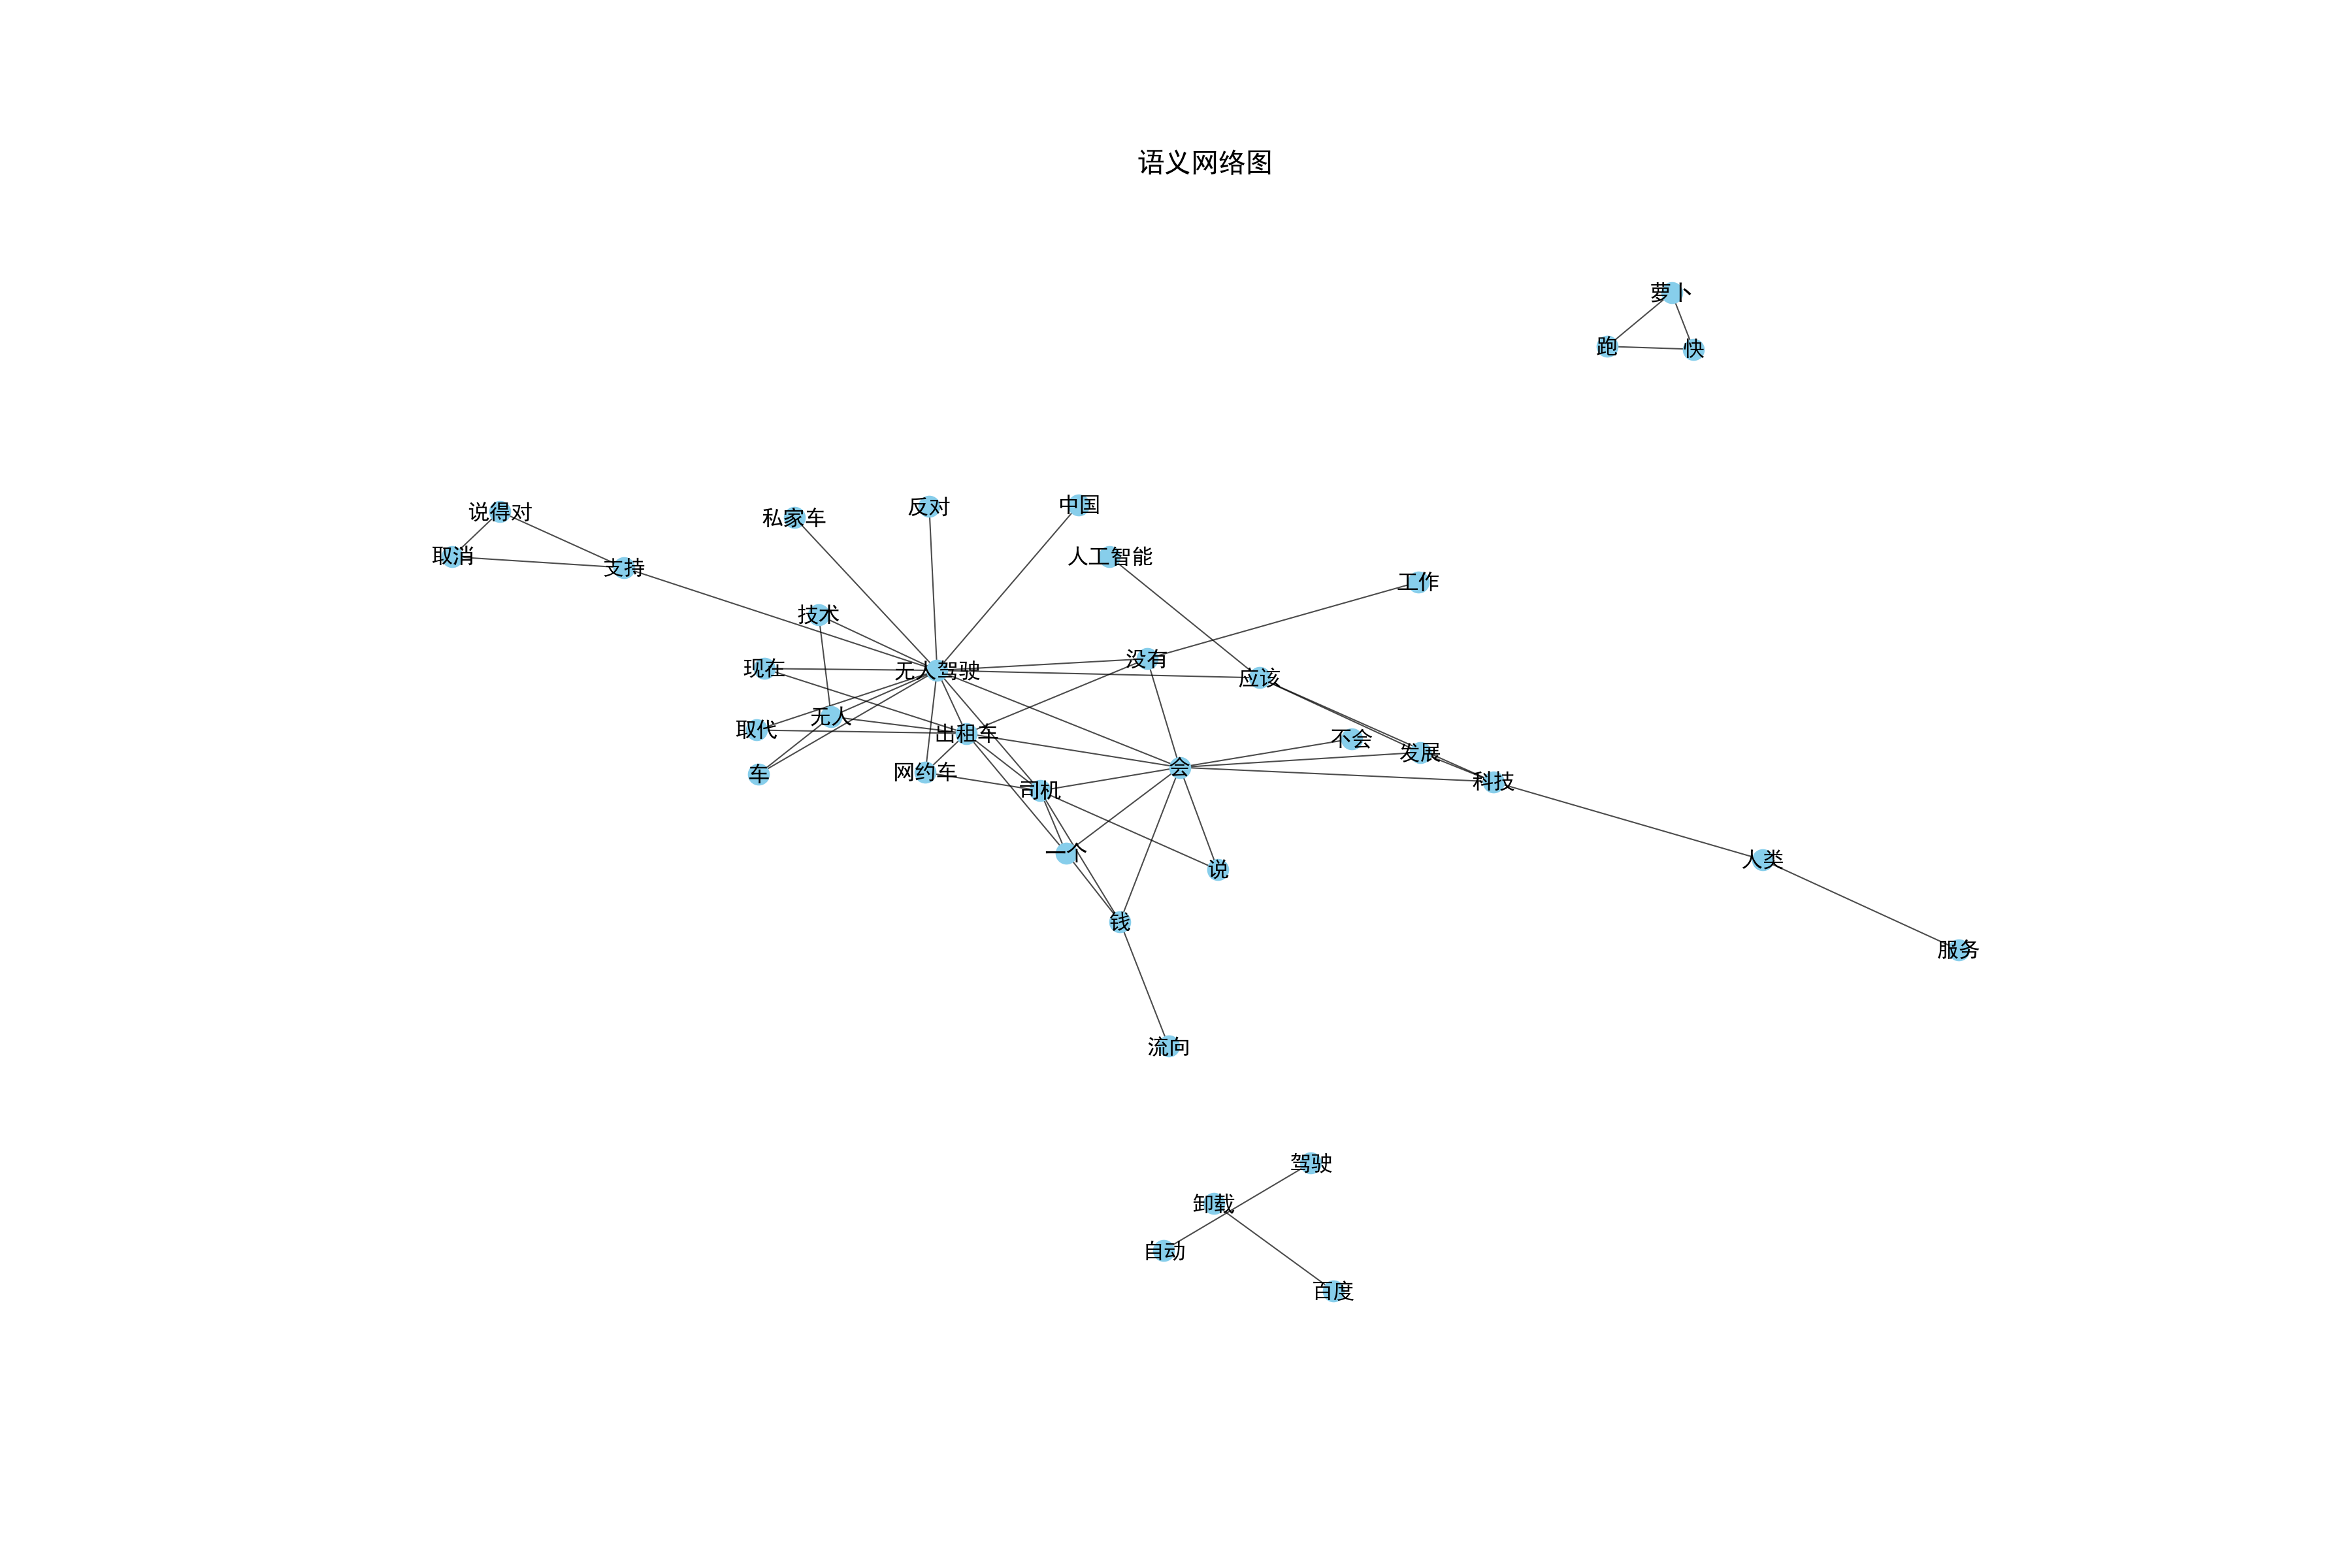 语义网络图
萝卜
跑
快
说得对
私家车
反对
中国
取消
支持
人工智能
工作
技术
现在
无人驾驶
没有
应该
取代
无人
出租车
不会
发展
车
网约车
司机
会
科技
一个
说
人类
钱
服务
流向
驾驶
卸载
自动
百度